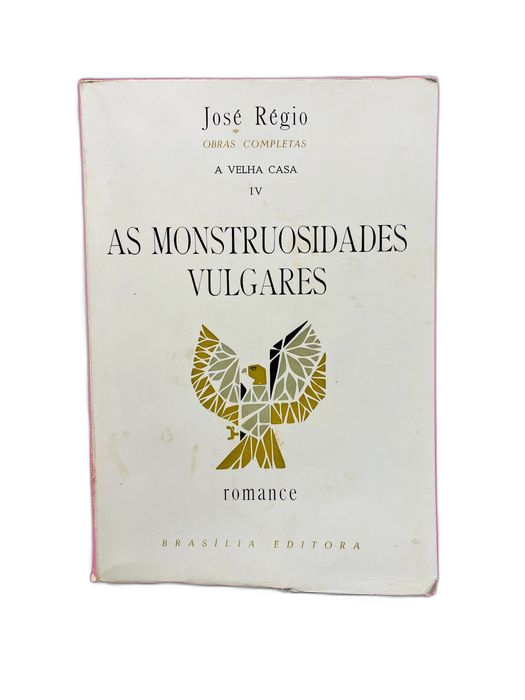 José Régio
OBRAS COMPLETAS
A VELHA CASA
IV
AS MONSTRUOSIDADES
VULGARES
romance
BRASÍLIA EDITORA